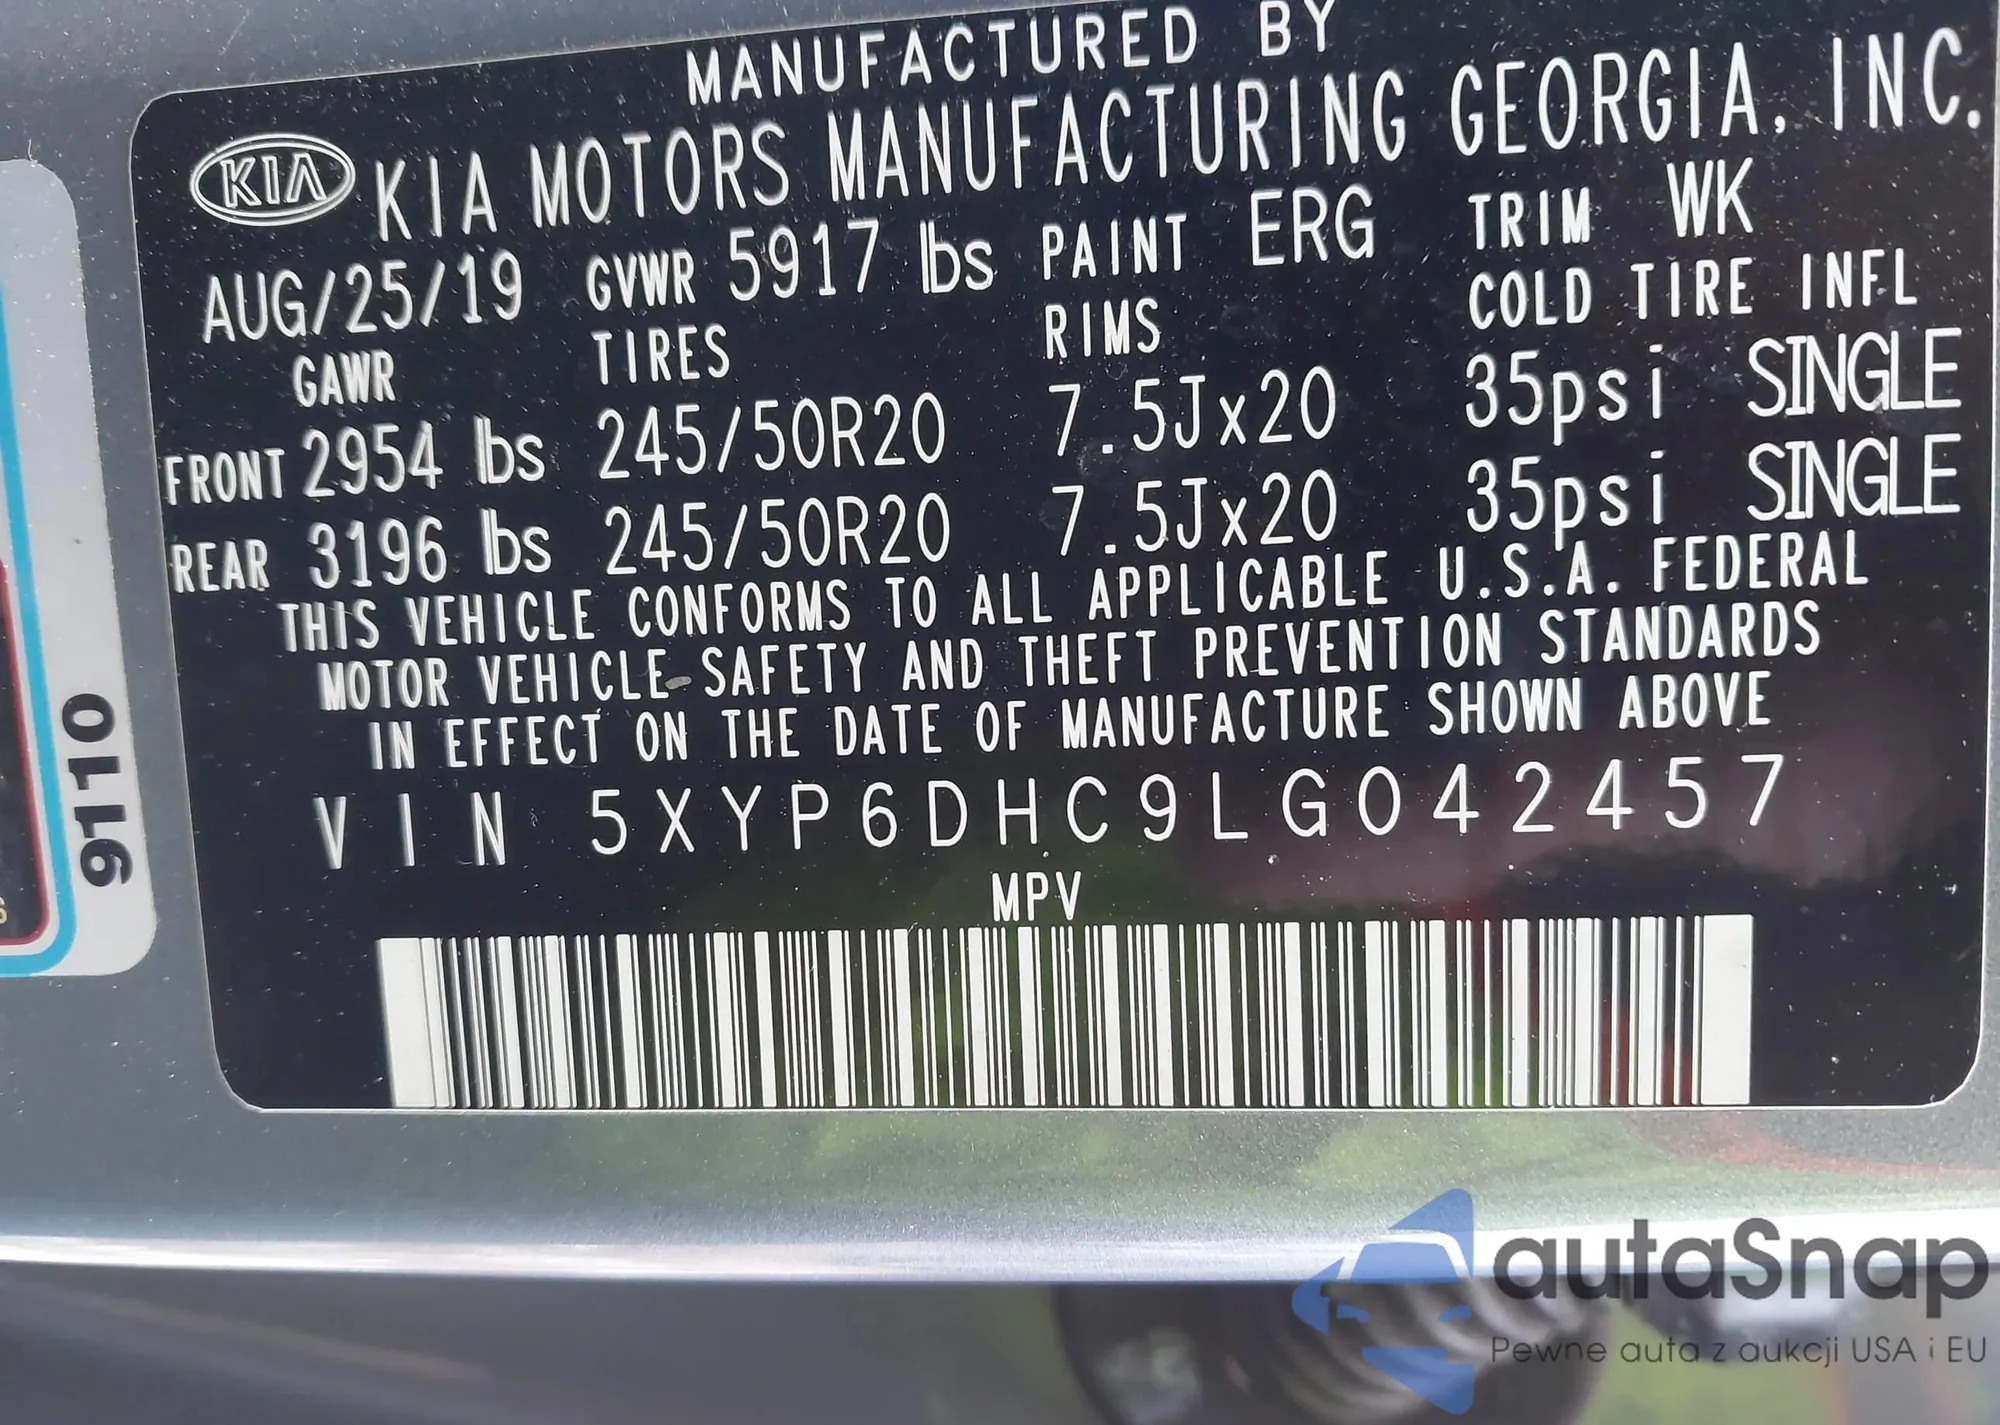 MANUFACTURED BY
KIA KIA MOTORS MANUFACTURING GEORGIA, INC.
AUG/25/19 GVWR 5917 lbs PAINT ERG TRIM WK
GAWR TIRES RIMS COLD TIRE INFL
FRONT 2954 lbs 245/50R20 7.5Jx20 35psi SINGLE
REAR 3196 lbs 245/50R20 7.5Jx20 35psi SINGLE
THIS VEHICLE CONFORMS TO ALL APPLICABLE U.S.A. FEDERAL
MOTOR VEHICLE SAFETY AND THEFT PREVENTION STANDARDS
IN EFFECT ON THE DATE OF MANUFACTURE SHOWN ABOVE
VIN 5XYP6DHC9LG042457
MPV
9110
autaSnap
Pewne auta z aukcji USA i EU